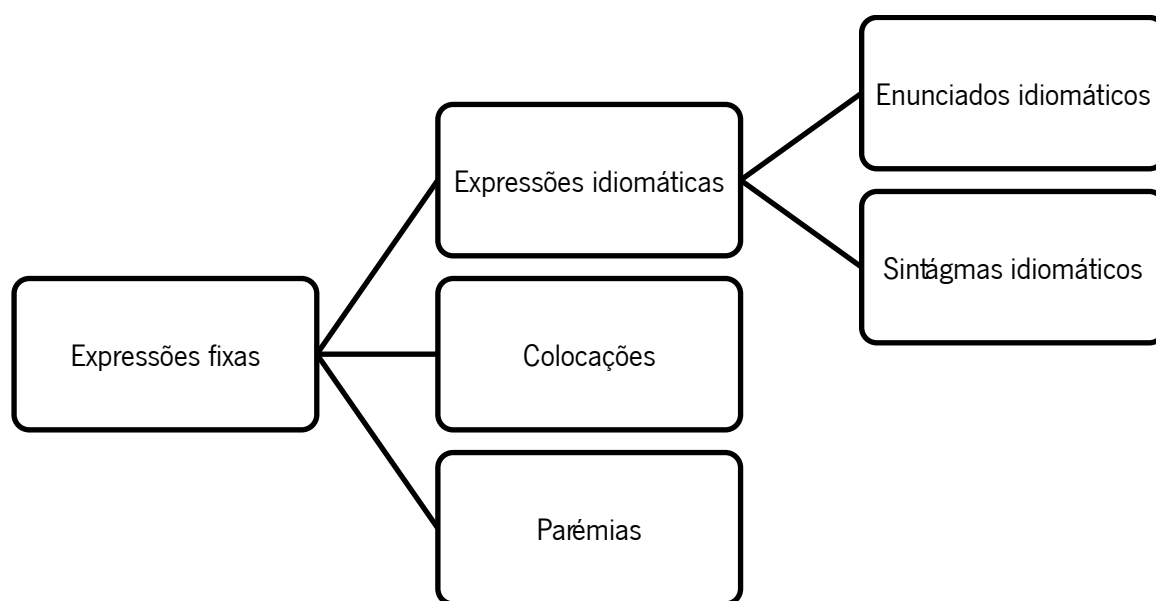 Expressões fixas
Expressões idiomáticas
Enunciados idiomáticos
Sintágmas idiomáticos
Colocações
Parémias